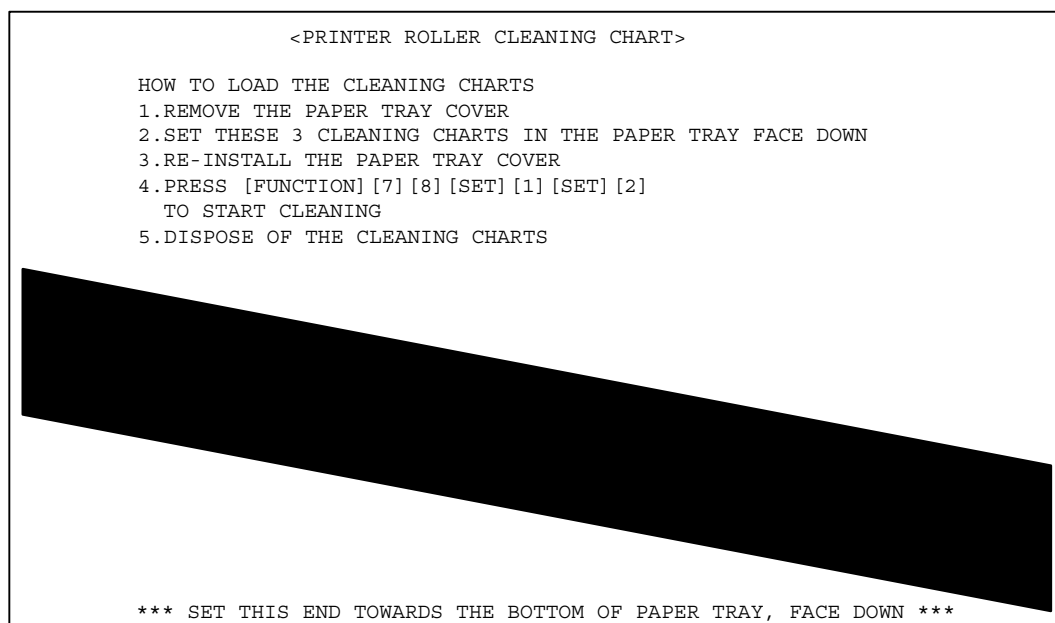 <PRINTER ROLLER CLEANING CHART>
HOW TO LOAD THE CLEANING CHARTS
1.REMOVE THE PAPER TRAY COVER
2.SET THESE 3 CLEANING CHARTS IN THE PAPER TRAY FACE DOWN
3.RE-INSTALL THE PAPER TRAY COVER
4.PRESS [FUNCTION][7][8][SET][1][SET][2]
TO START CLEANING
5.DISPOSE OF THE CLEANING CHARTS
*** SET THIS END TOWARDS THE BOTTOM OF PAPER TRAY, FACE DOWN ***